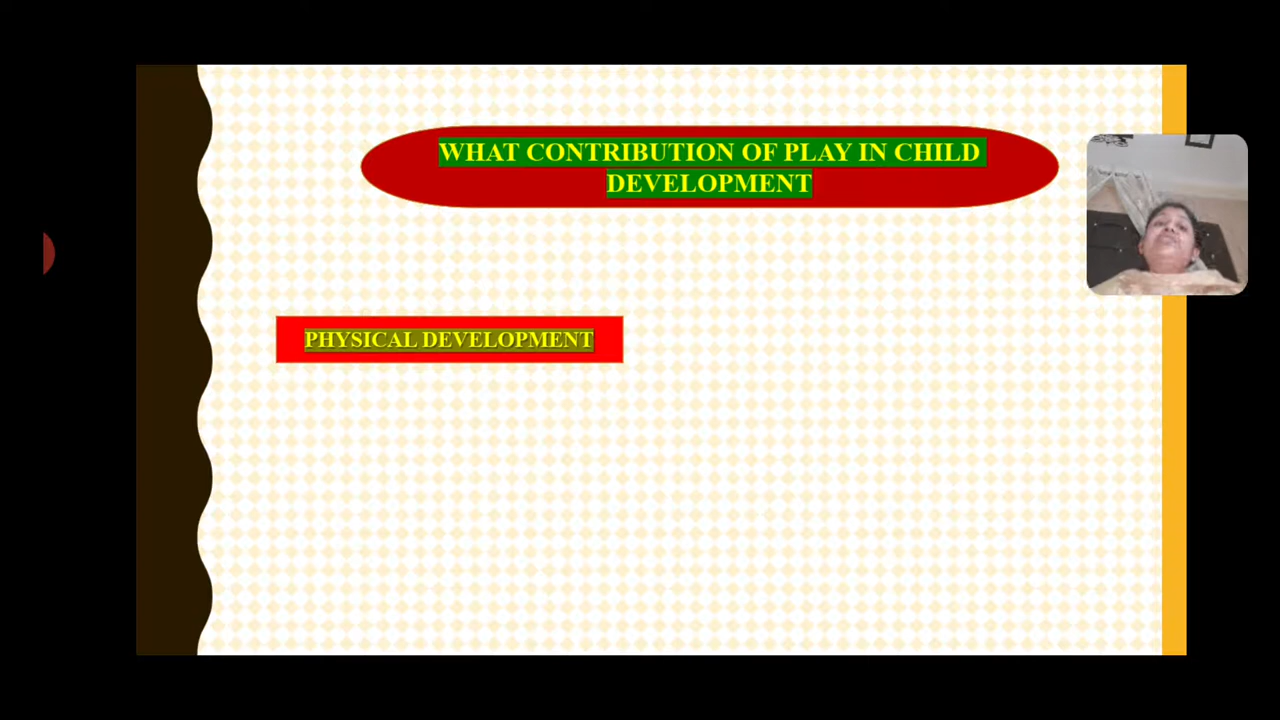 WHAT CONTRIBUTION OF PLAY IN CHILD
DEVELOPMENT
PHYSICAL DEVELOPMENT